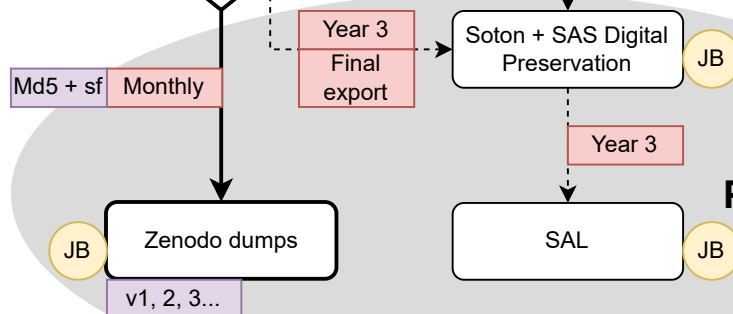 Year 3
Final
export
Soton + SAS Digital
Preservation
JB
Md5 + sf
Monthly
Year 3
JB
Zenodo dumps
SAL
JB
v1, 2, 3...